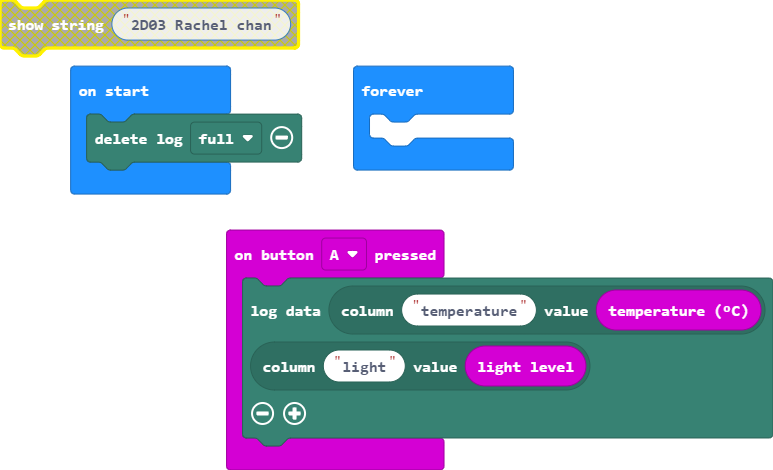 show string "2D03 Rachel chan"
on start
forever
delete log full
on button A pressed
log data column "temperature" value temperature (ºC)
column "light" value light level